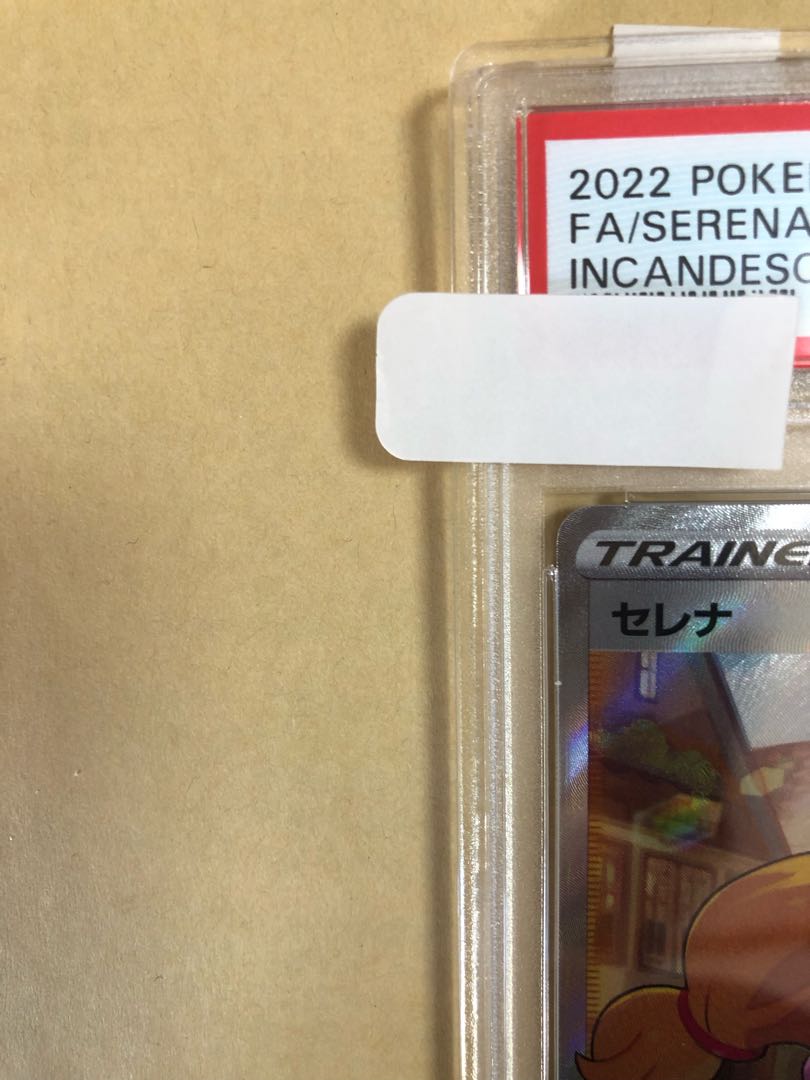 2022 POKE
FA/SERENA
INCANDESC
TRAINE
セレナ